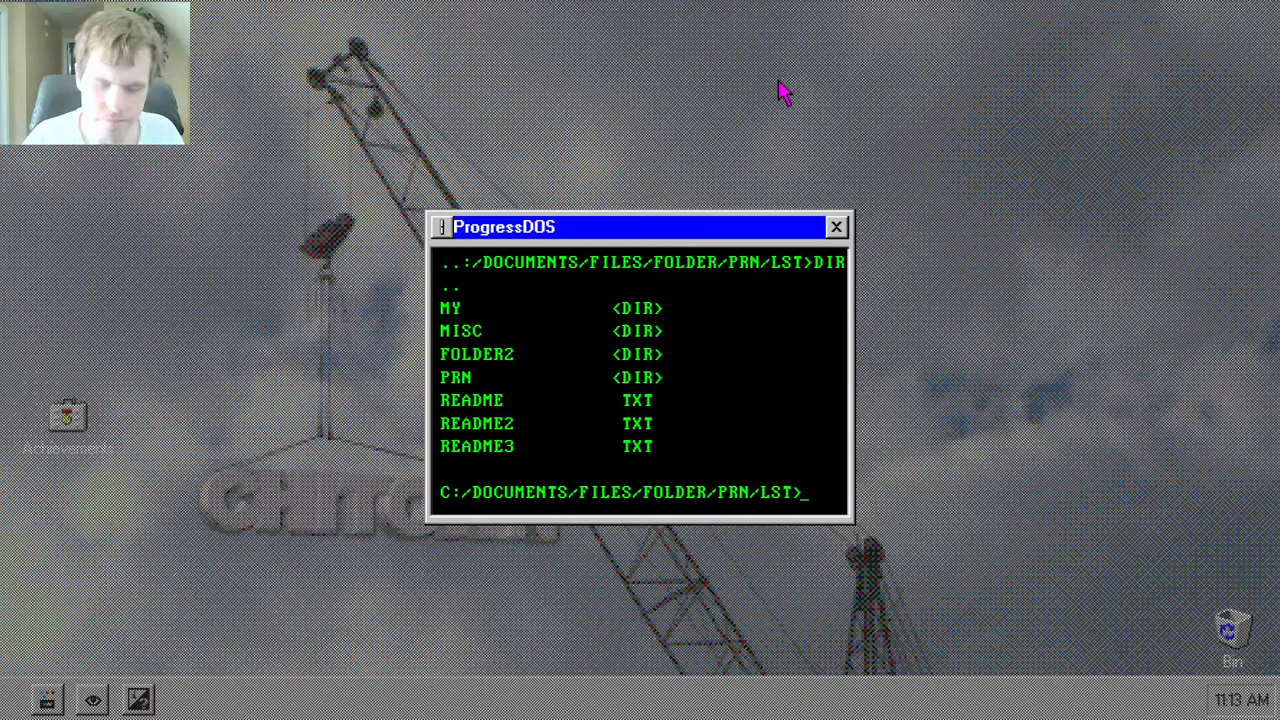 ProgressDOS
..:/DOCUMENTS/FILES/FOLDER/PRN/LST>DIR
..
MY <DIR>
MISC <DIR>
FOLDER2 <DIR>
PRN <DIR>
README TXT
README2 TXT
README3 TXT
C:/DOCUMENTS/FILES/FOLDER/PRN/LST>_
Achievements
Bin
11:13 AM